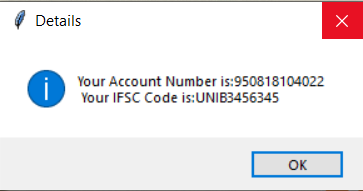 Details
Your Account Number is:950818104022
Your IFSC Code is:UNIB3456345
OK